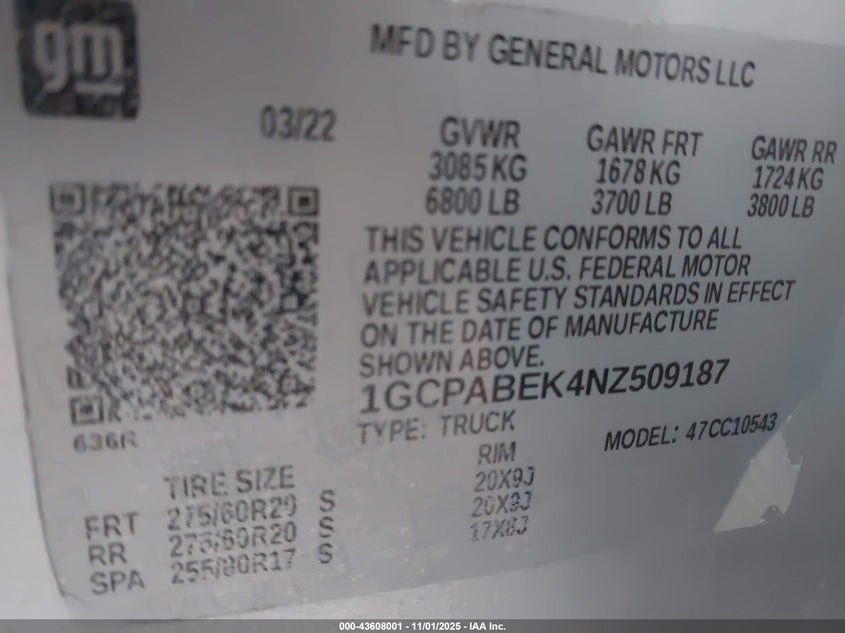 gm
MFD BY GENERAL MOTORS LLC
03/22 GVWR GAWR FRT GAWR RR
3085 KG 1678 KG 1724 KG
6800 LB 3700 LB 3800 LB
THIS VEHICLE CONFORMS TO ALL
APPLICABLE U.S. FEDERAL MOTOR
VEHICLE SAFETY STANDARDS IN EFFECT
ON THE DATE OF MANUFACTURE
SHOWN ABOVE.
1GCPABEK4NZ509187
TYPE: TRUCK MODEL: 47CC10543
636R
TIRE SIZE RIM
FRT 275/60R20 S 20X9J
RR 275/60R20 S 20X9J
SPA 255/80R17 S 17X8J
000-43608001 - 11/01/2025 - IAA Inc.